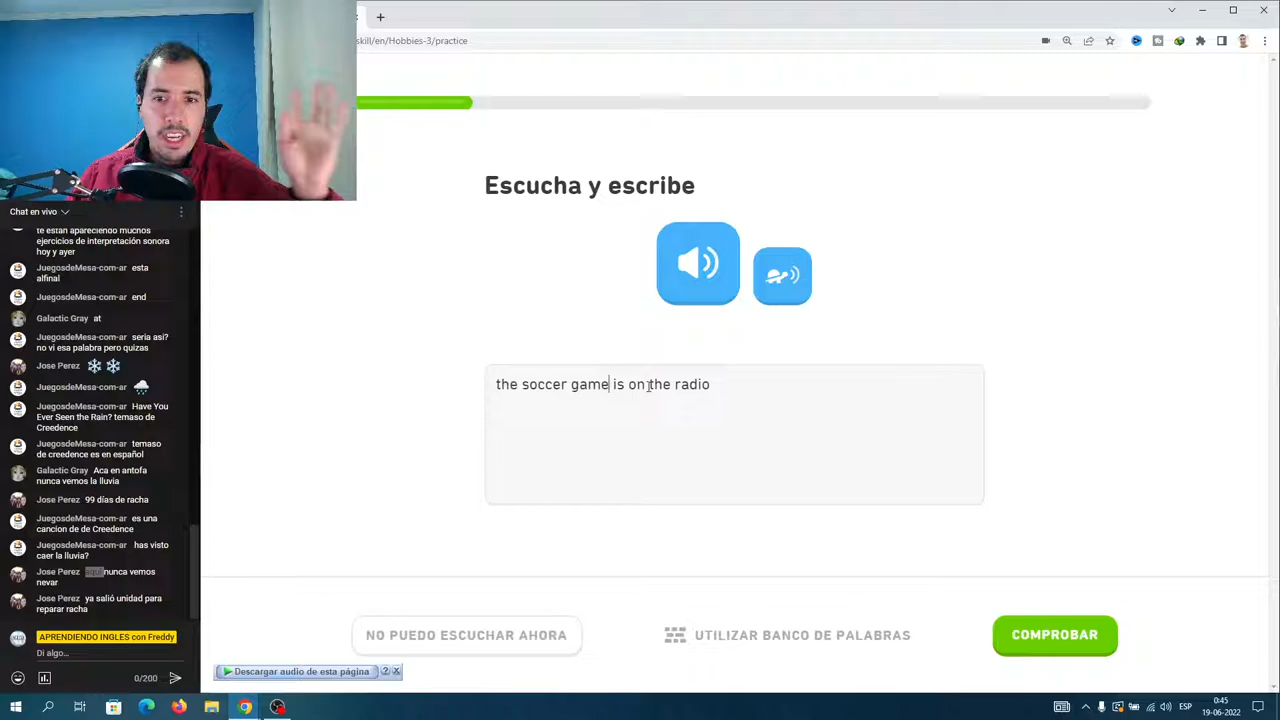 skill/en/Hobbies-3/practice
Escucha y escribe
the soccer game is on the radio
NO PUEDO ESCUCHAR AHORA
UTILIZAR BANCO DE PALABRAS
COMPROBAR
Chat en vivo
te están apareciendo muchos
ejercicios de interpretación sonora
hoy y ayer
JuegosdeMesa-com-ar esta
alfinal
JuegosdeMesa-com-ar end
Galactic Gray at
JuegosdeMesa-com-ar seria asi?
no vi esa palabra pero quizas
Jose Perez
JuegosdeMesa-com-ar
JuegosdeMesa-com-ar Have You
Ever Seen the Rain? temaso de
Creedence
JuegosdeMesa-com-ar temaso
de creedence es en español
Galactic Gray Aca en antofa
nunca vemos la lluvia
Jose Perez 99 días de racha
JuegosdeMesa-com-ar es una
cancion de de Creedence
JuegosdeMesa-com-ar has visto
caer la lluvia?
Jose Perez nunca vemos
nevar
Jose Perez ya salió unidad para
reparar racha
APRENDIENDO INGLES con Freddy
Di algo...
0/200
Descargar audio de esta página
? X
ESP
0:45
19-06-2022